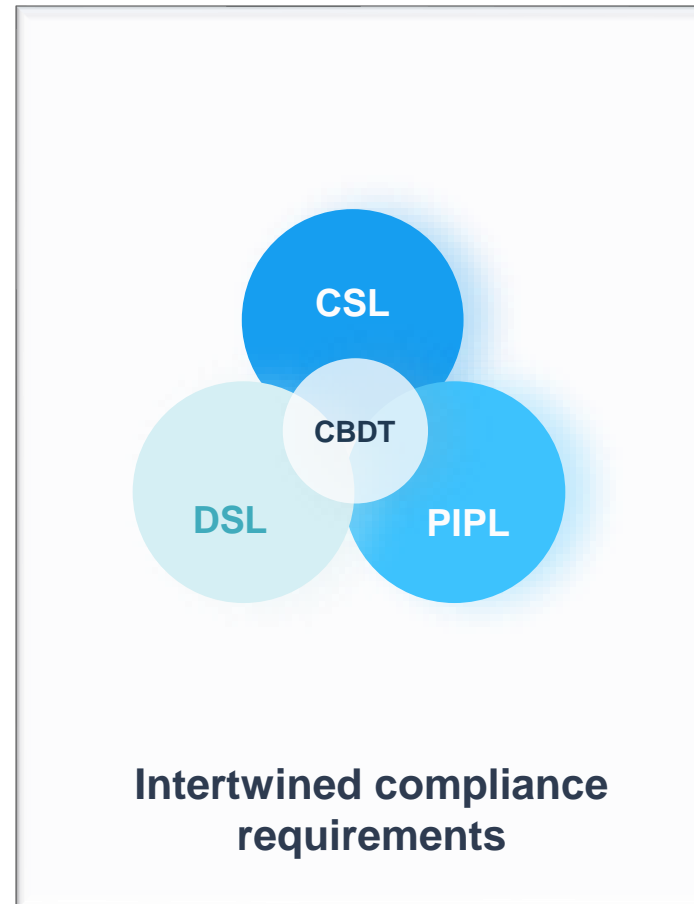 CSL
CBDT
DSL
PIPL
Intertwined compliance
requirements